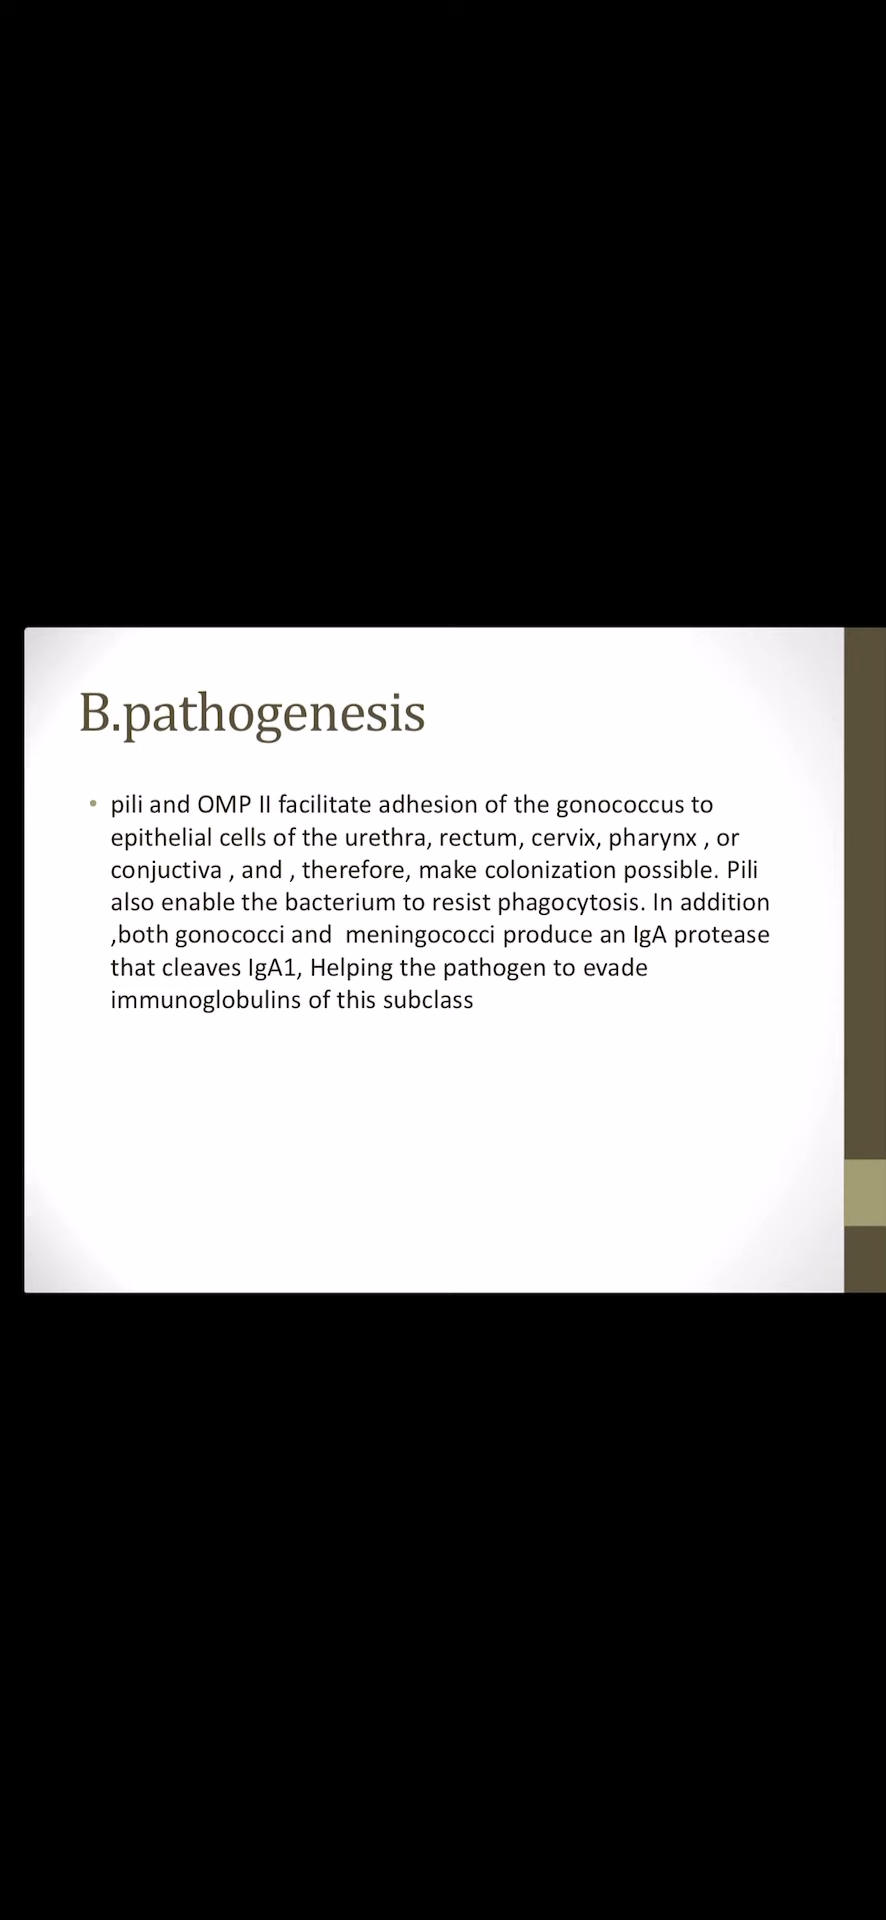 B.pathogenesis
• pili and OMP II facilitate adhesion of the gonococcus to
epithelial cells of the urethra, rectum, cervix, pharynx , or
conjuctiva , and , therefore, make colonization possible. Pili
also enable the bacterium to resist phagocytosis. In addition
,both gonococci and  meningococci produce an IgA protease
that cleaves IgA1, Helping the pathogen to evade
immunoglobulins of this subclass